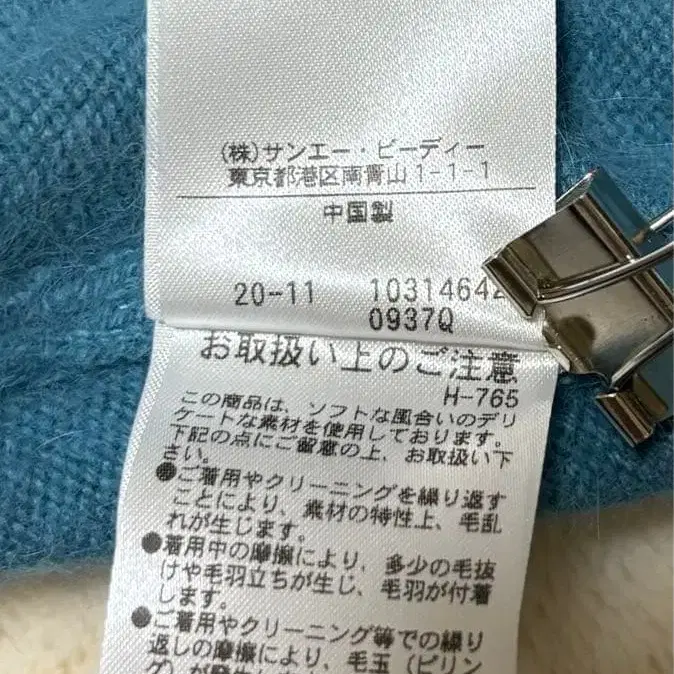 (株)サンエー・ビーディー
東京都港区南青山1-1-1
中国製
20-11 1031464
0937Q
お取扱い上のご注意
H-765
この商品は、ソフトな風合いのデリ
ケートな素材を使用しております。
下記の点にご留意の上、お取扱い下
さい。
●ご着用やクリーニングを繰り返す
ことにより、素材の特性上、毛乱
れが生じます。
●着用中の摩擦により、多少の毛抜
けや毛羽立ちが生じ、毛羽が付着
します。
●ご着用やクリーニング等での繰り
返しの摩擦により、毛玉（ピリン
グ）が発生し